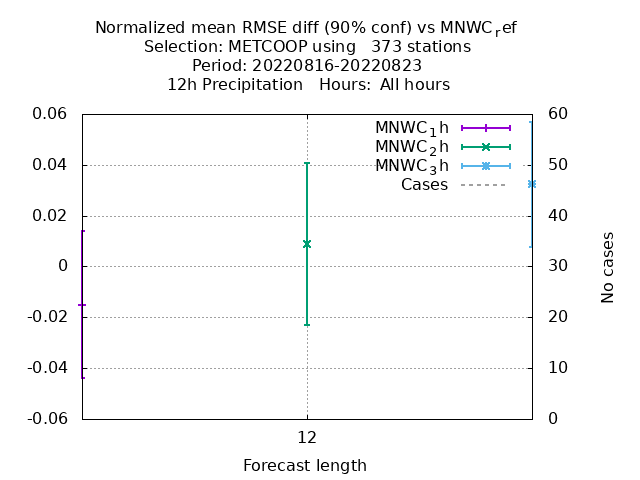 Normalized mean RMSE diff (90% conf) vs MNWC_ref
Selection: METCOOP using   373 stations
Period: 20220816-20220823
12h Precipitation   Hours:  All hours
0.06
0.04
0.02
0
-0.02
-0.04
-0.06
60
50
40
30
20
10
0
MNWC_1h
MNWC_2h
MNWC_3h
Cases
No cases
12
Forecast length